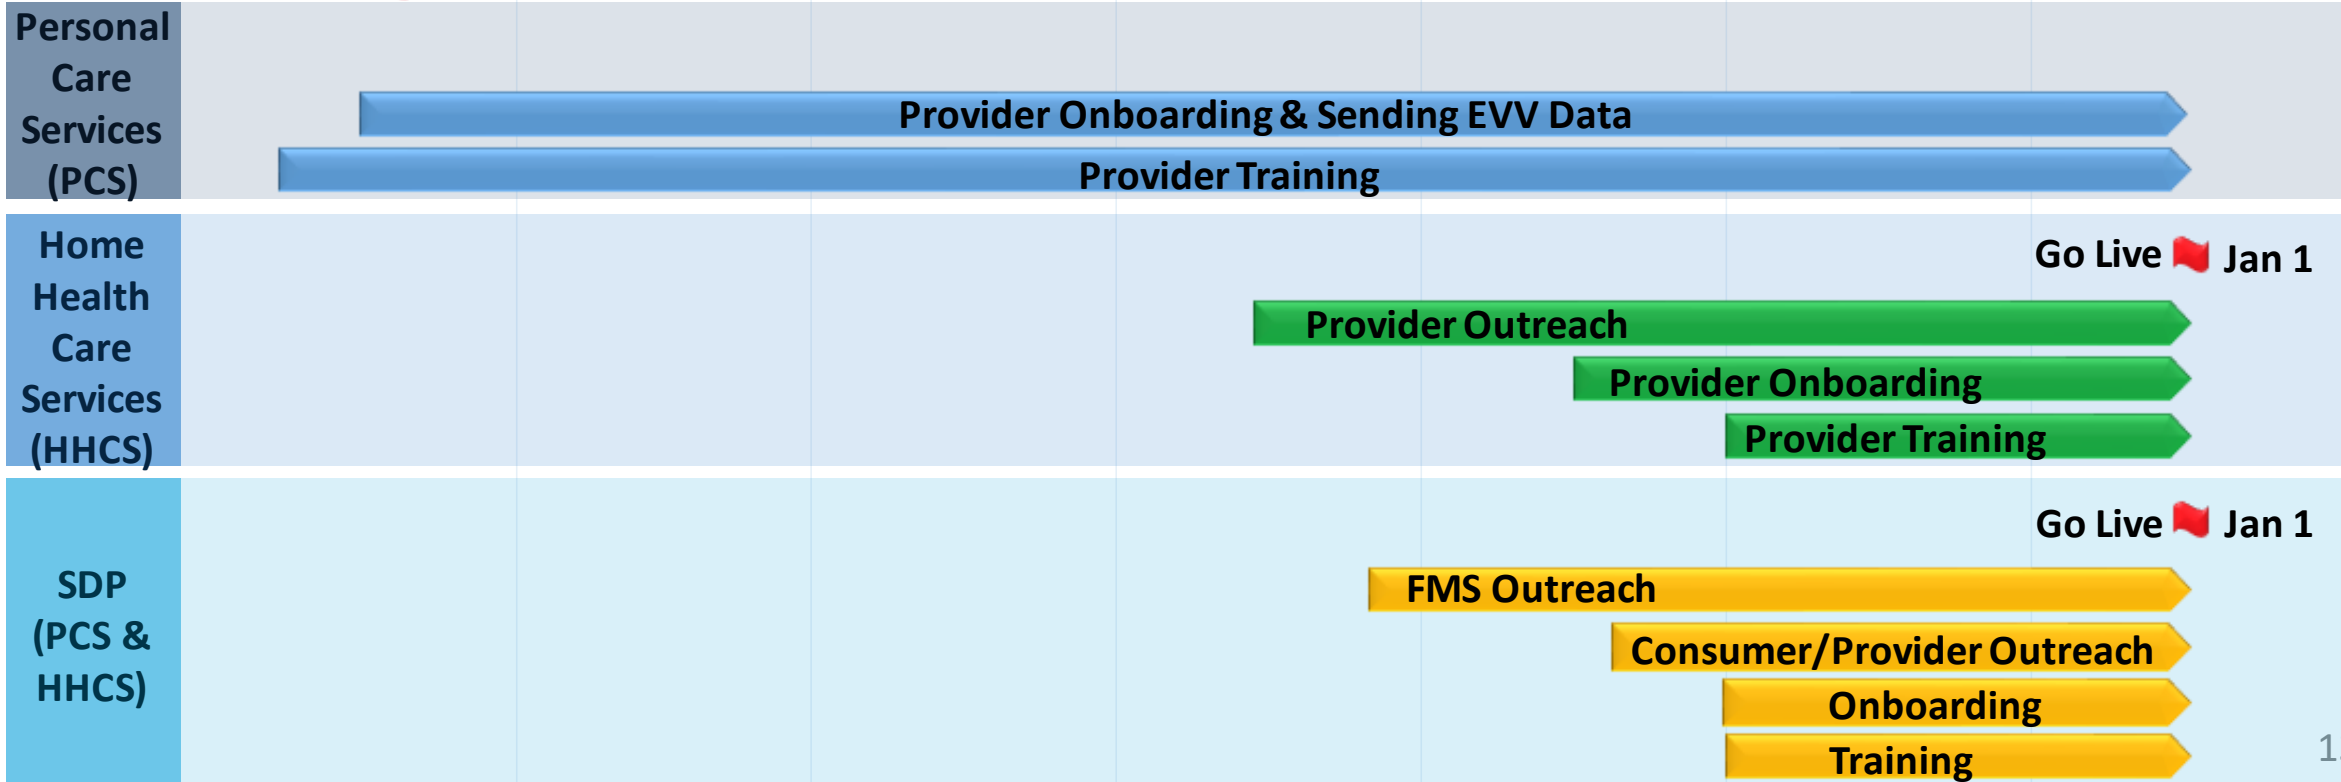 Personal
Care
Services
(PCS)
Provider Onboarding & Sending EVV Data
Provider Training
Home
Health
Care
Services
(HHCS)
Go Live Jan 1
Provider Outreach
Provider Onboarding
Provider Training
SDP
(PCS &
HHCS)
Go Live Jan 1
FMS Outreach
Consumer/Provider Outreach
Onboarding
Training
1